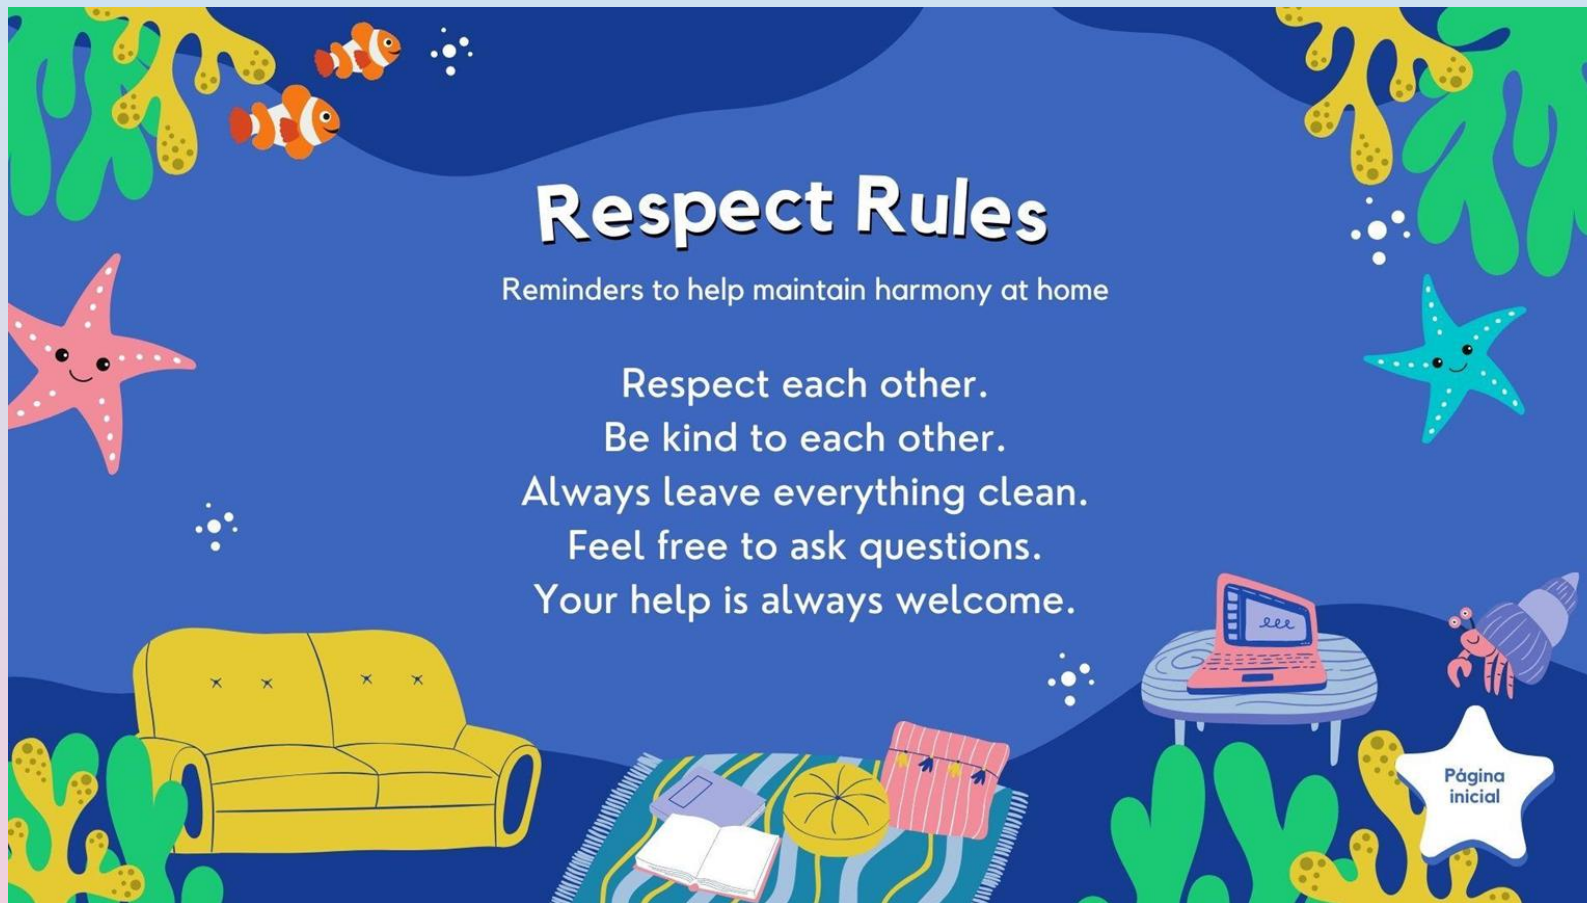 Respect Rules
Reminders to help maintain harmony at home
Respect each other.
Be kind to each other.
Always leave everything clean.
Feel free to ask questions.
Your help is always welcome.
Página
inicial